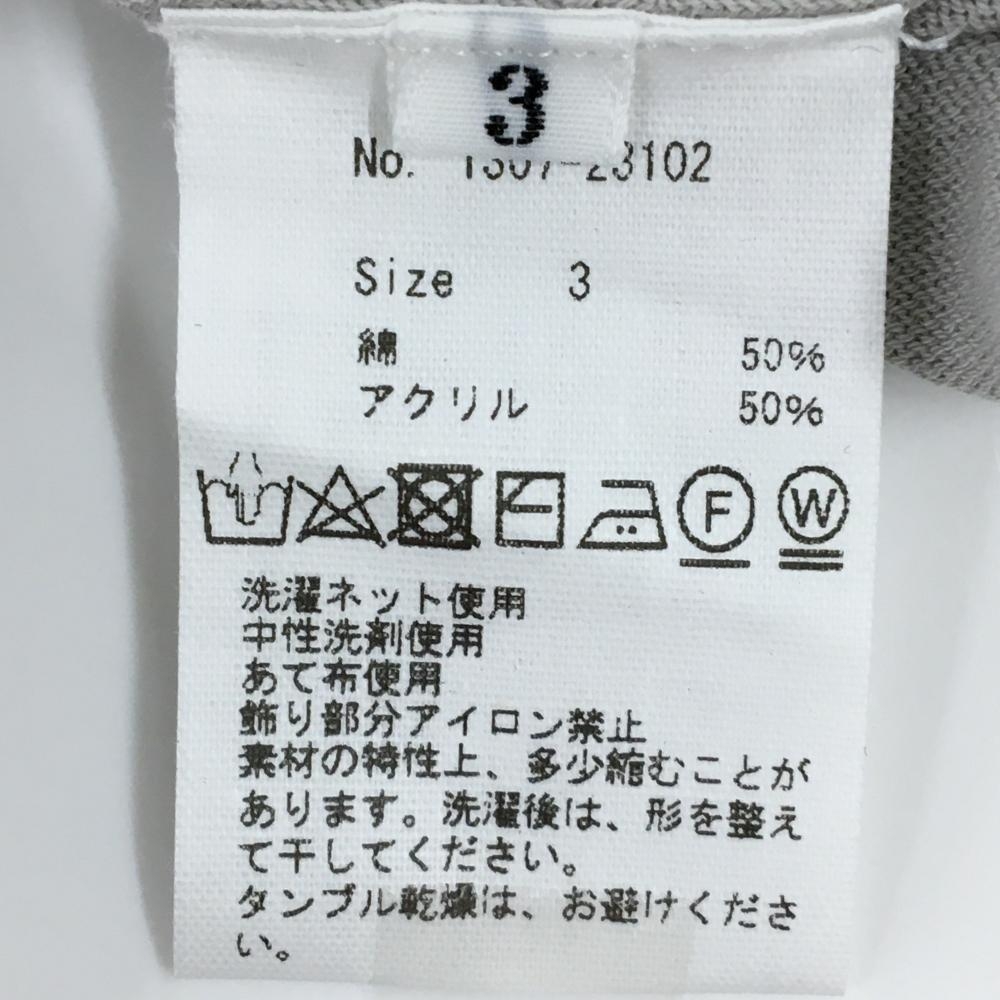 3
No. 1307-23102
Size 3
綿 50%
アクリル 50%
F W
洗濯ネット使用
中性洗剤使用
あて布使用
飾り部分アイロン禁止
素材の特性上、多少縮むことが
あります。洗濯後は、形を整え
て干してください。
タンブル乾燥は、お避けくださ
い。